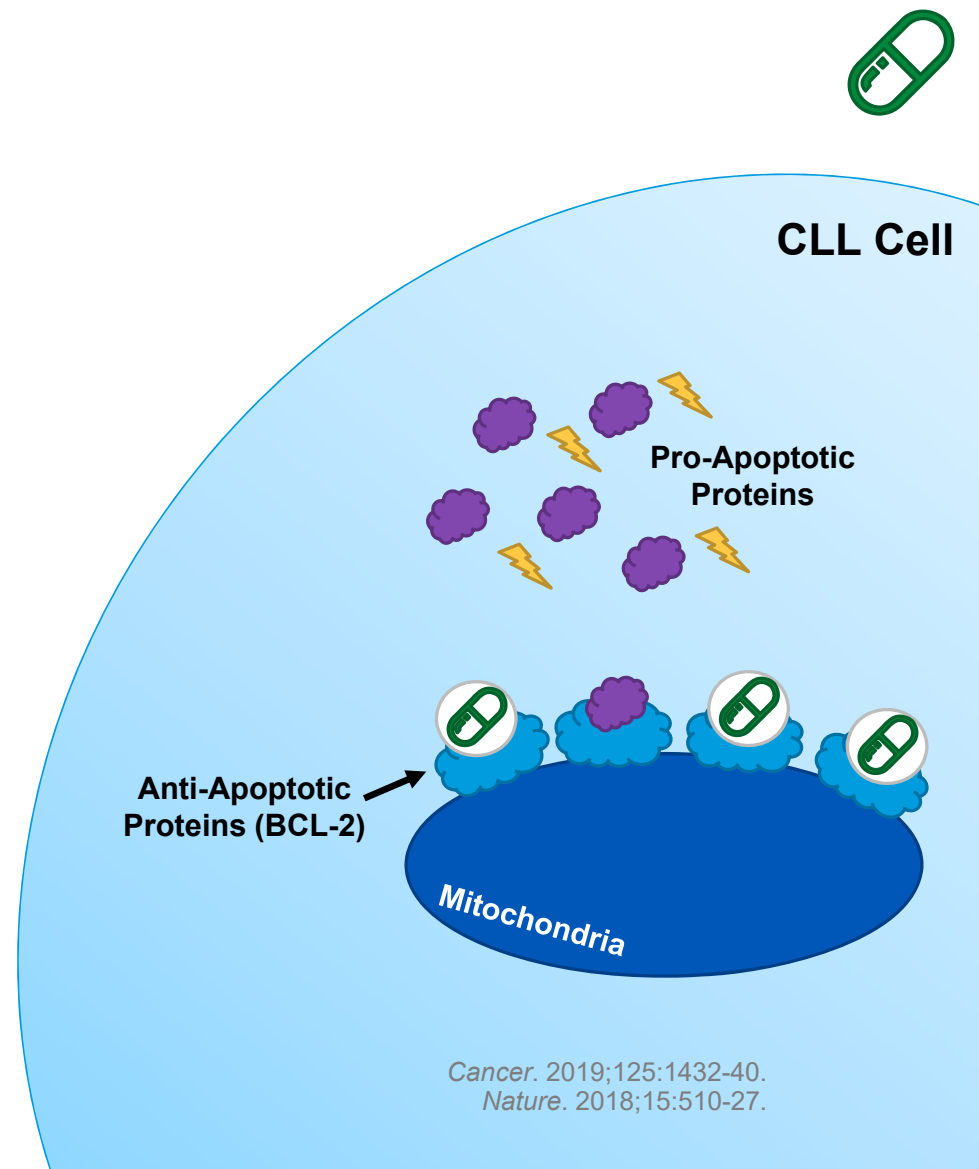 CLL Cell
Pro-Apoptotic
Proteins
Anti-Apoptotic
Proteins (BCL-2)
Mitochondria
Cancer. 2019;125:1432-40.
Nature. 2018;15:510-27.